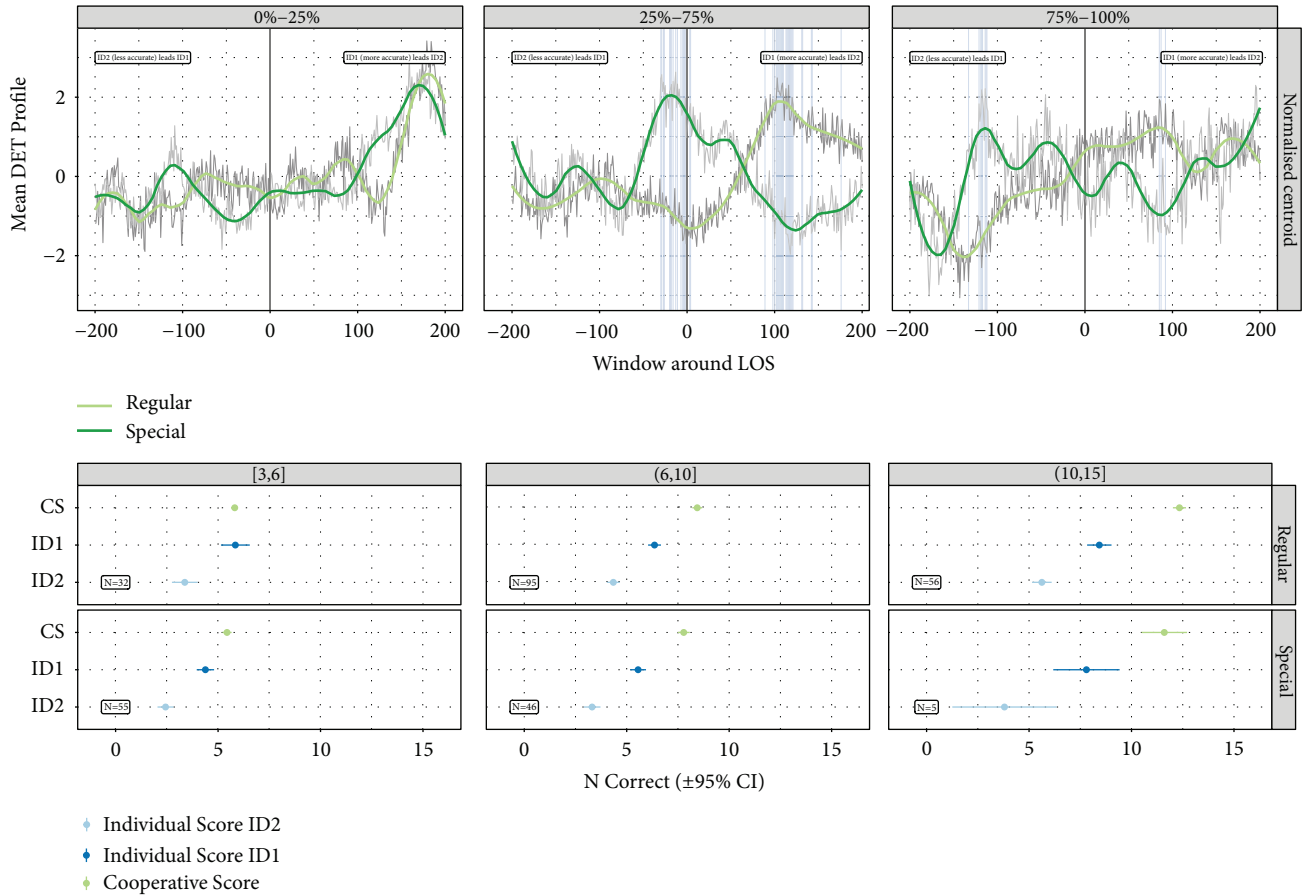 0%−25%
25%−75%
75%−100%
ID2 (less accurate) leads ID1
ID1 (more accurate) leads ID2
ID2 (less accurate) leads ID1
ID1 (more accurate) leads ID2
ID2 (less accurate) leads ID1
ID1 (more accurate) leads ID2
Mean DET Profile
2
0
−2
Normalised centroid
−200
−100
0
100
200
−200
−100
0
100
200
−200
−100
0
100
200
Window around LOS
Regular
Special
[3,6]
(6,10]
(10,15]
CS
ID1
ID2
N=32
N=95
N=56
Regular
CS
ID1
ID2
N=55
N=46
N=5
Special
0
5
10
15
0
5
10
15
0
5
10
15
N Correct (±95% CI)
Individual Score ID2
Individual Score ID1
Cooperative Score